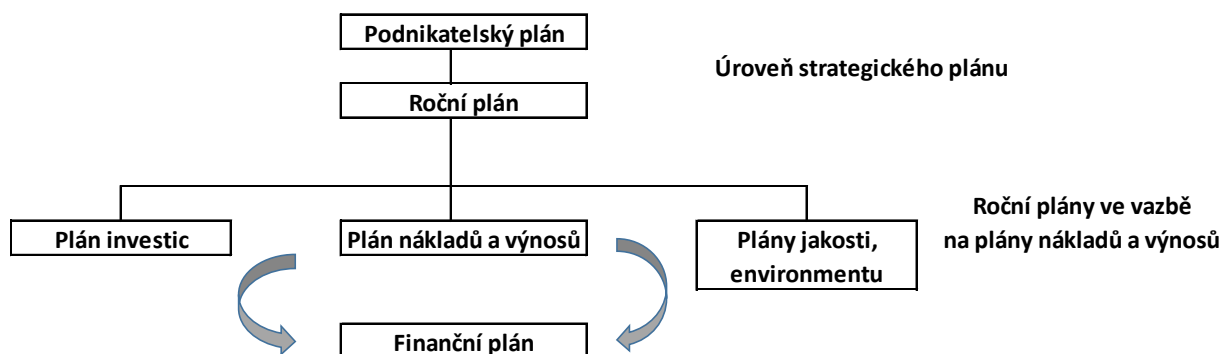 Podnikatelský plán
Úroveň strategického plánu
Roční plán
Plán investic
Plán nákladů a výnosů
Plány jakosti,
environmentu
Roční plány ve vazbě
na plány nákladů a výnosů
Finanční plán